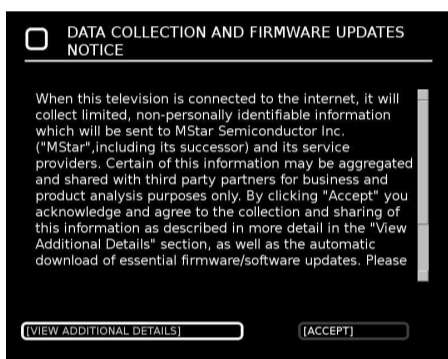 DATA COLLECTION AND FIRMWARE UPDATES
NOTICE
When this television is connected to the internet, it will
collect limited, non-personally identifiable information
which will be sent to MStar Semiconductor Inc.
("MStar",including its successor) and its service
providers. Certain of this information may be aggregated
and shared with third party partners for business and
product analysis purposes only. By clicking "Accept" you
acknowledge and agree to the collection and sharing of
this information as described in more detail in the "View
Additional Details" section, as well as the automatic
download of essential firmware/software updates. Please
[VIEW ADDITIONAL DETAILS]
[ACCEPT]